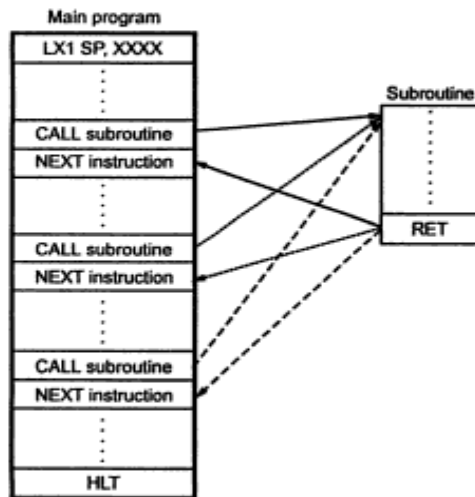 Main program
LX1 SP, XXXX
CALL subroutine
NEXT instruction
CALL subroutine
NEXT instruction
CALL subroutine
NEXT instruction
HLT
Subroutine
RET